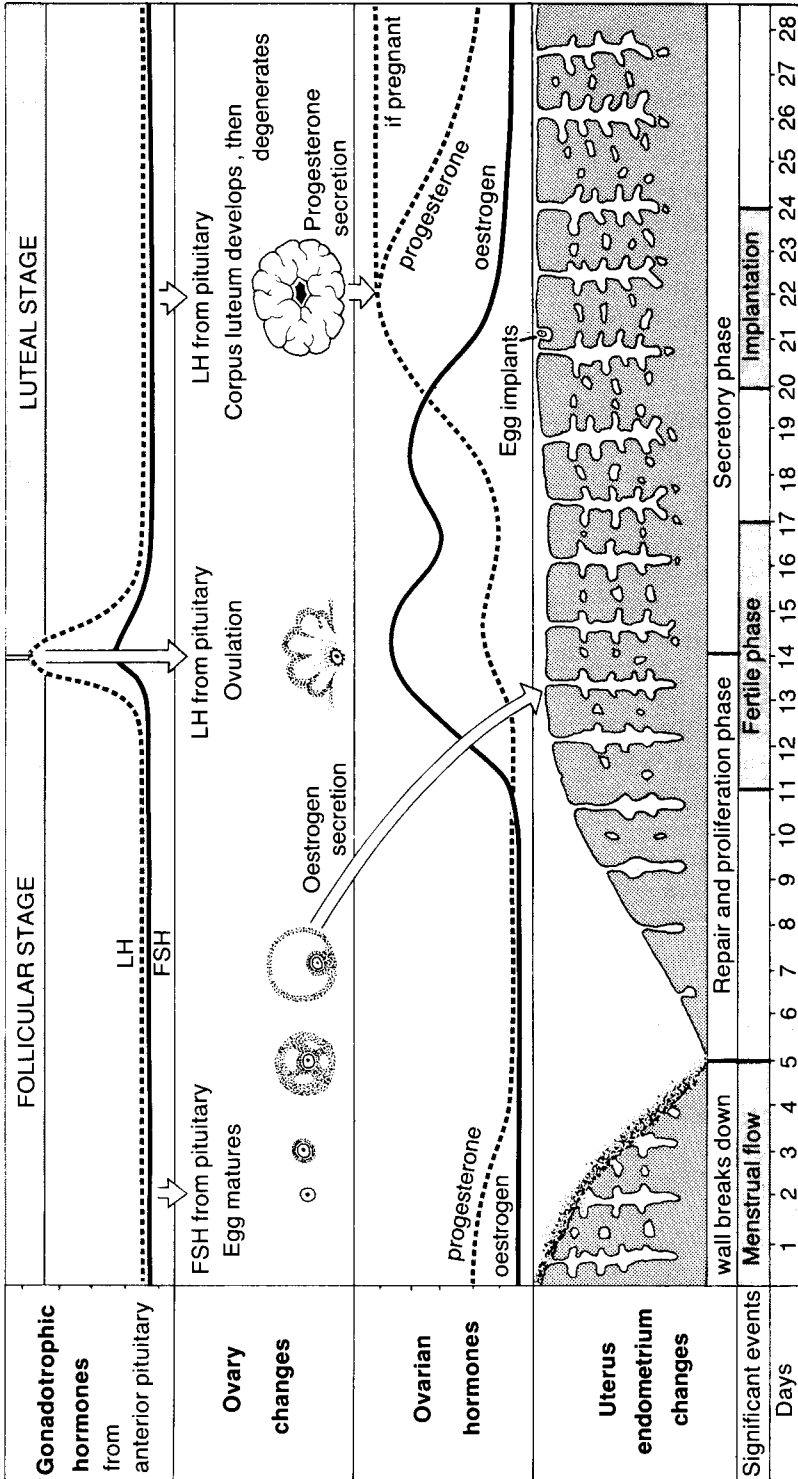 FOLLICULAR STAGE
LUTEAL STAGE
Gonadotrophic
hormones
from
anterior pituitary
LH
FSH
Ovary
changes
FSH from pituitary
Egg matures
Oestrogen
secretion
LH from pituitary
Ovulation
LH from pituitary
Corpus luteum develops, then
degenerates
Progesterone
secretion
Ovarian
hormones
progesterone
oestrogen
if pregnant
progesterone
oestrogen
Uterus
endometrium
changes
Egg implants
wall breaks down
Repair and proliferation phase
Secretory phase
Significant events
Menstrual flow
Fertile phase
Implantation
Days
1 2 3 4 5 6 7 8 9 10 11 12 13 14 15 16 17 18 19 20 21 22 23 24 25 26 27 28